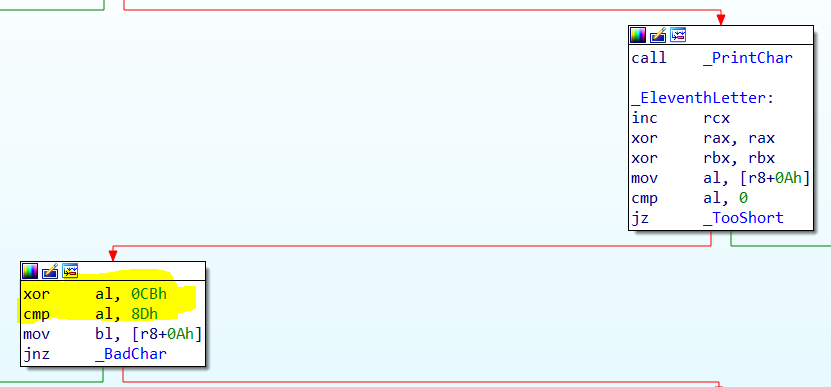 call _PrintChar
_EleventhLetter:
inc rcx
xor rax, rax
xor rbx, rbx
mov al, [r8+0Ah]
cmp al, 0
jz _TooShort
xor al, 0CBh
cmp al, 8Dh
mov bl, [r8+0Ah]
jnz _BadChar